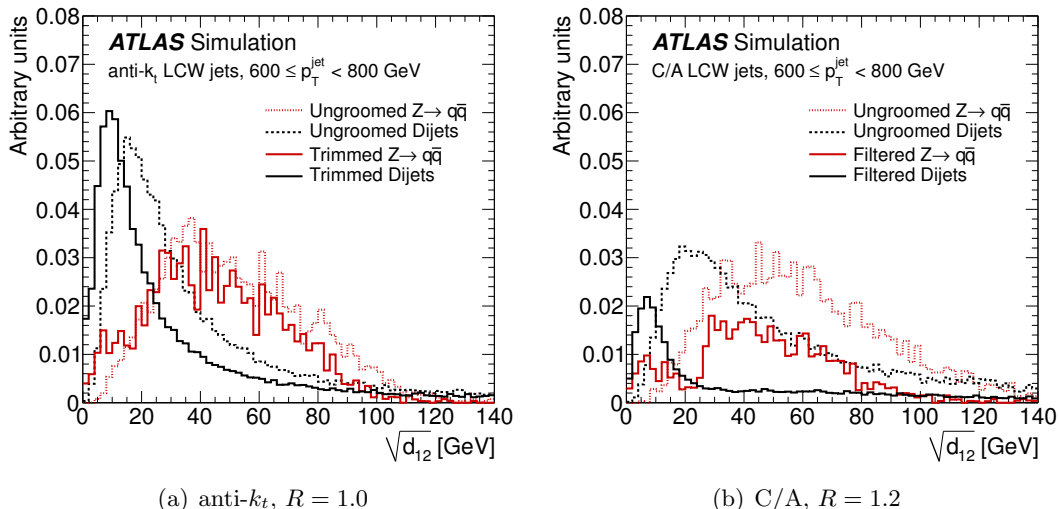 Arbitrary units
0.08
0.07
0.06
0.05
0.04
0.03
0.02
0.01
0
ATLAS Simulation
anti-k_t LCW jets, 600 ≤ p_T^jet < 800 GeV
Ungroomed Z→ qq̄
Ungroomed Dijets
Trimmed Z→ qq̄
Trimmed Dijets
0 20 40 60 80 100 120 140
√d_12 [GeV]
(a) anti-k_t, R = 1.0
Arbitrary units
0.08
0.07
0.06
0.05
0.04
0.03
0.02
0.01
0
ATLAS Simulation
C/A LCW jets, 600 ≤ p_T^jet < 800 GeV
Ungroomed Z→ qq̄
Ungroomed Dijets
Filtered Z→ qq̄
Filtered Dijets
0 20 40 60 80 100 120 140
√d_12 [GeV]
(b) C/A, R = 1.2